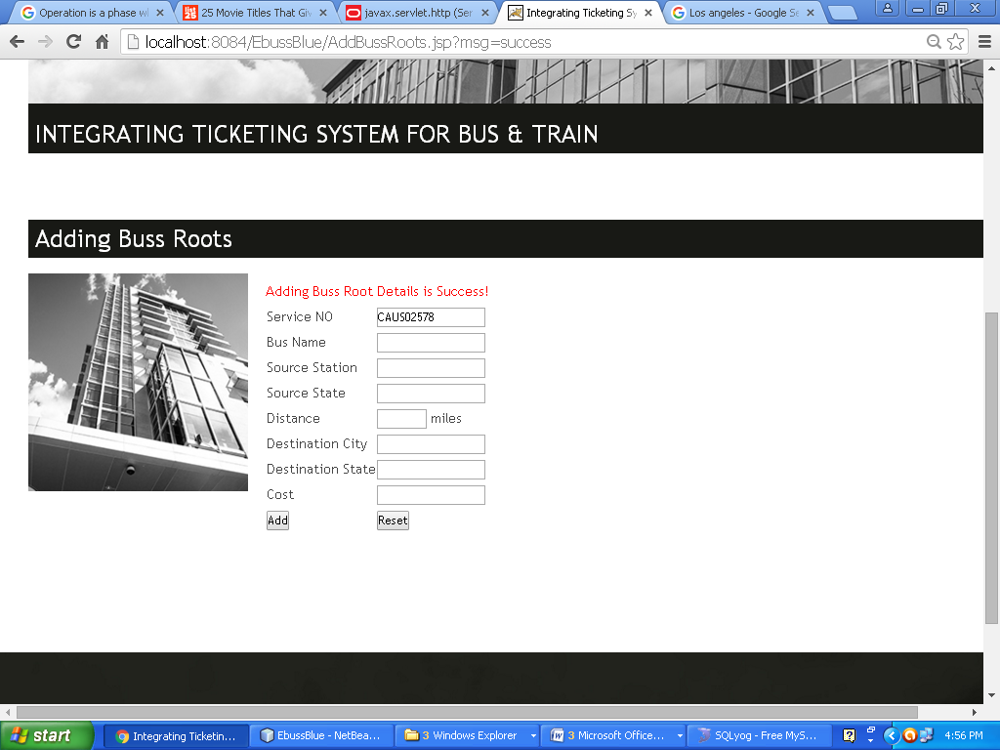 Operation is a phase wh
25 Movie Titles That Giv
javax.servlet.http (Ser
Integrating Ticketing Sy
Los angeles - Google Se
localhost:8084/EbussBlue/AddBussRoots.jsp?msg=success
INTEGRATING TICKETING SYSTEM FOR BUS & TRAIN
Adding Buss Roots
Adding Buss Root Details is Success!
Service NO CAUS02578
Bus Name
Source Station
Source State
Distance miles
Destination City
Destination State
Cost
Add Reset
start
Integrating Ticketin...
EbussBlue - NetBea...
3 Windows Explorer
3 Microsoft Office...
SQLyog - Free MyS...
4:56 PM